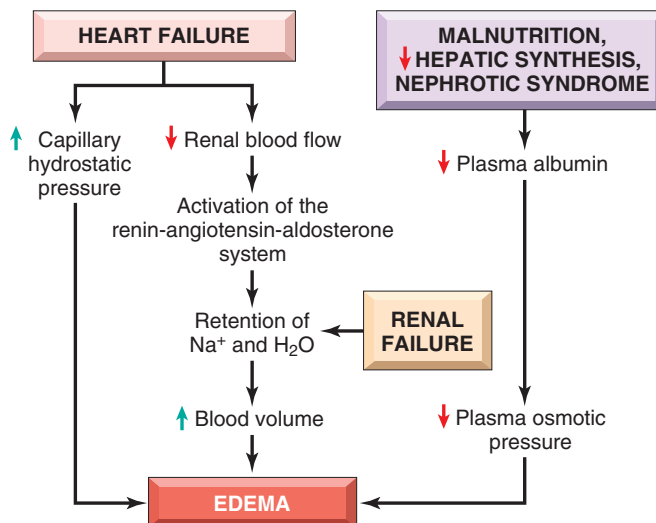 HEART FAILURE
MALNUTRITION,
↓ HEPATIC SYNTHESIS,
NEPHROTIC SYNDROME
↑ Capillary
hydrostatic
pressure
↓ Renal blood flow
↓ Plasma albumin
Activation of the
renin-angiotensin-aldosterone
system
Retention of
Na⁺ and H₂O
RENAL
FAILURE
↑ Blood volume
↓ Plasma osmotic
pressure
EDEMA